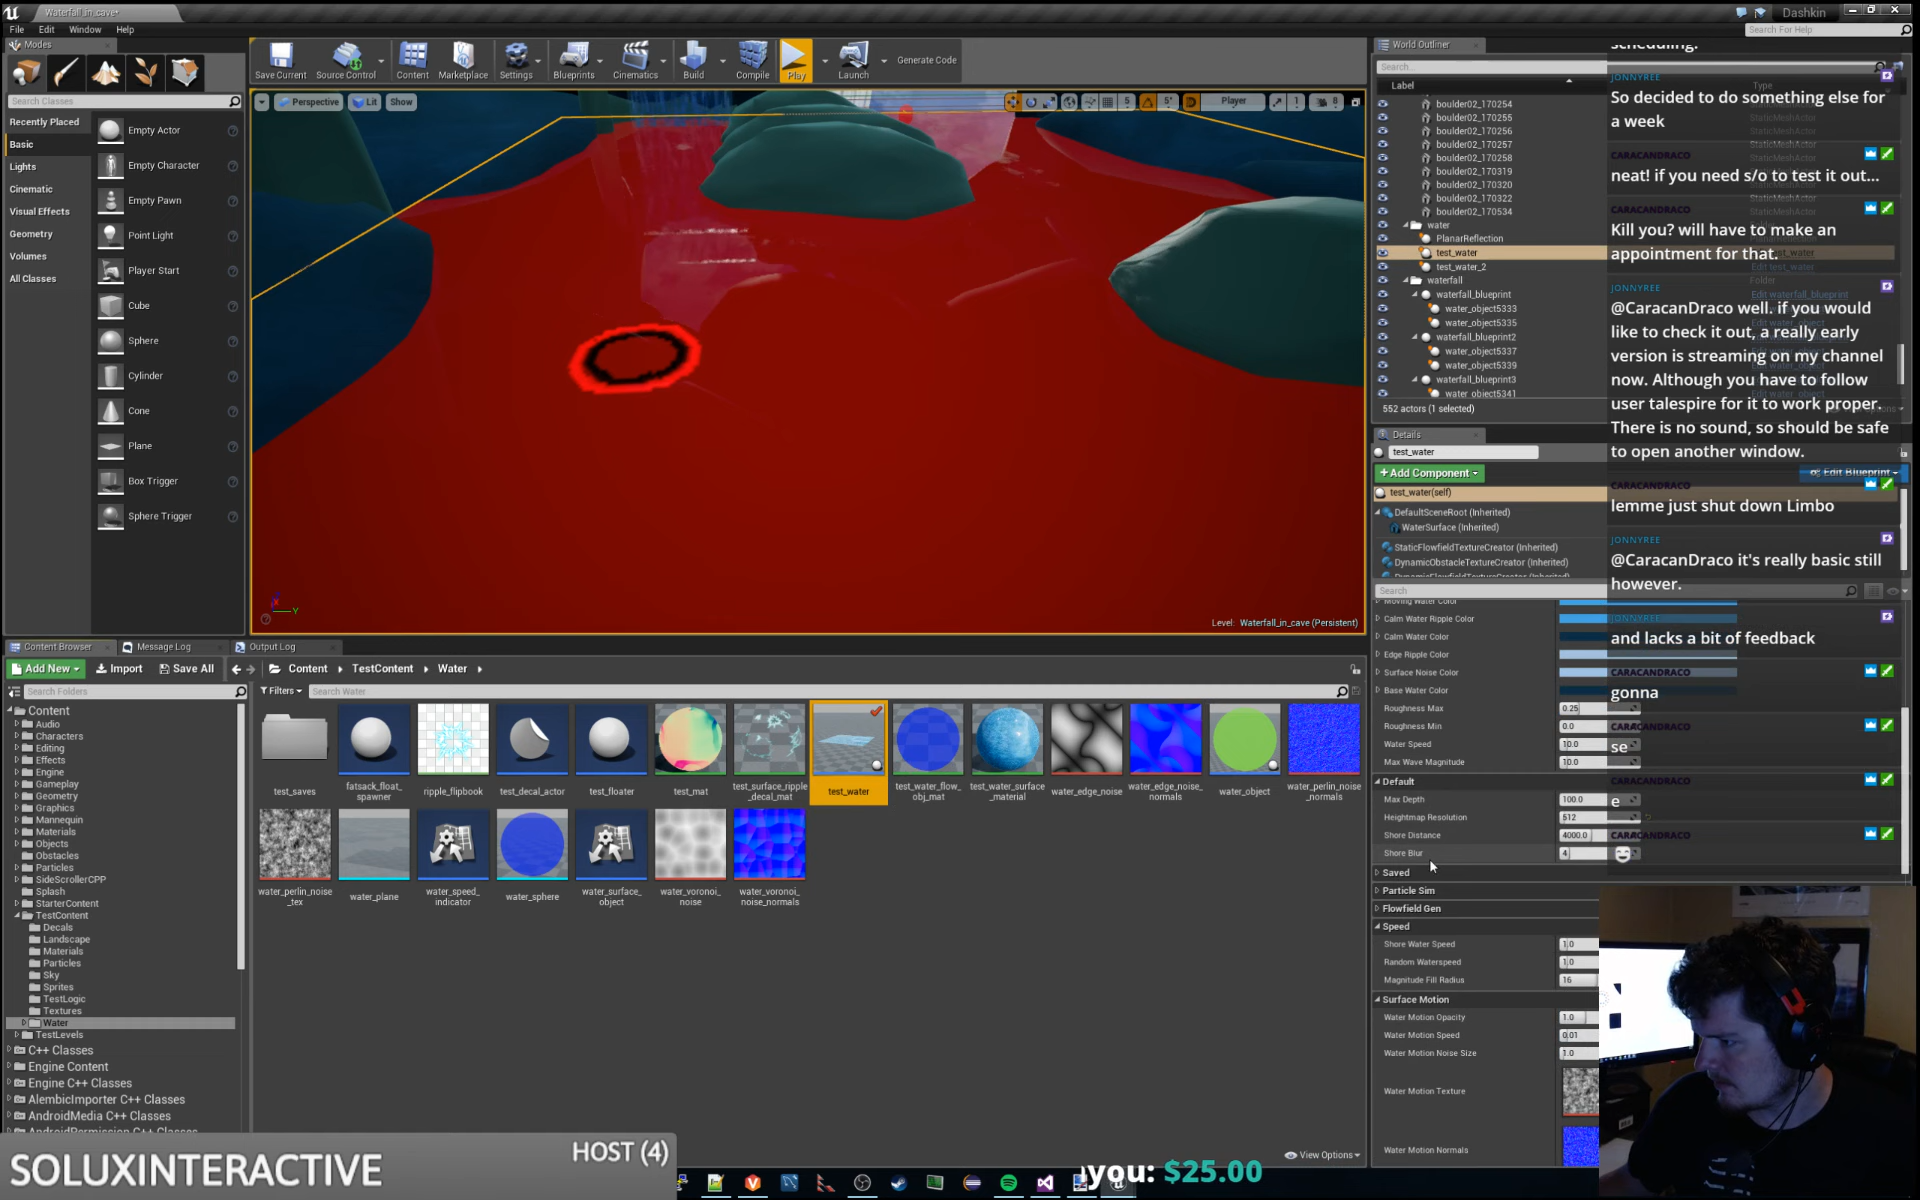 Waterfall_in_cave*
Dashkin
File Edit Window Help
Search For Help
Modes
Search Classes
Recently Placed
Basic
Lights
Cinematic
Visual Effects
Geometry
Volumes
All Classes
Empty Actor
Empty Character
Empty Pawn
Point Light
Player Start
Cube
Sphere
Cylinder
Cone
Plane
Box Trigger
Sphere Trigger
Save Current
Source Control
Content
Marketplace
Settings
Blueprints
Cinematics
Build
Compile
Play
Launch
Generate Code
Perspective Lit Show
5 5° Player 1 8
Level: Waterfall_in_cave (Persistent)
World Outliner
Search...
Label
Type
boulder02_170254
boulder02_170255
boulder02_170256
boulder02_170257
boulder02_170258
boulder02_170319
boulder02_170320
boulder02_170322
boulder02_170534
water
PlanarReflection
test_water
test_water_2
waterfall
waterfall_blueprint
water_object5333
water_object5335
waterfall_blueprint2
water_object5337
water_object5339
waterfall_blueprint3
water_object5341
552 actors (1 selected)
Details
test_water
+ Add Component
Edit Blueprint
test_water(self)
DefaultSceneRoot (Inherited)
WaterSurface (Inherited)
StaticFlowfieldTextureCreator (Inherited)
DynamicObstacleTextureCreator (Inherited)
DynamicFlowfieldTextureCreator (Inherited)
Search
Moving Water Color
Calm Water Ripple Color
Calm Water Color
Edge Ripple Color
Surface Noise Color
Base Water Color
Roughness Max 0.25
Roughness Min 0.0
Water Speed 10.0
Max Wave Magnitude 10.0
Default
Max Depth 100.0
Heightmap Resolution 512
Shore Distance 4000.0
Shore Blur 4
Saved
Particle Sim
Flowfield Gen
Speed
Shore Water Speed 1.0
Random Waterspeed 1.0
Magnitude Fill Radius 16
Surface Motion
Water Motion Opacity 1.0
Water Motion Speed 0.01
Water Motion Noise Size 1.0
Water Motion Texture
Water Motion Normals
scheduling.
JONNYREE
So decided to do something else for
a week
CARACANDRACO
neat! if you need s/o to test it out...
CARACANDRACO
Kill you? will have to make an
appointment for that.
JONNYREE
@CaracanDraco well. if you would
like to check it out, a really early
version is streaming on my channel
now. Although you have to follow
user talespire for it to work proper.
There is no sound, so should be safe
to open another window.
CARACANDRACO
lemme just shut down Limbo
JONNYREE
@CaracanDraco it's really basic still
however.
JONNYREE
and lacks a bit of feedback
CARACANDRACO
gonna
CARACANDRACO
se
CARACANDRACO
e
CARACANDRACO
Content Browser
Message Log
Output Log
Add New
Import
Save All
Content
TestContent
Water
Search Folders
Filters
Search Water
Content
Audio
Characters
Editing
Effects
Engine
Gameplay
Geometry
Graphics
Mannequin
Materials
Objects
Obstacles
Particles
SideScrollerCPP
Splash
StarterContent
TestContent
Decals
Landscape
Materials
Particles
Sky
Sprites
TestLogic
Textures
Water
TestLevels
C++ Classes
Engine Content
Engine C++ Classes
AlembicImporter C++ Classes
AndroidMedia C++ Classes
AndroidPermission C++ Classes
test_saves
fatsack_float_spawner
ripple_flipbook
test_decal_actor
test_floater
test_mat
test_surface_ripple_decal_mat
test_water
test_water_flow_obj_mat
test_water_surface_material
water_edge_noise
water_edge_noise_normals
water_object
water_perlin_noise_normals
water_perlin_noise_tex
water_plane
water_speed_indicator
water_sphere
water_surface_object
water_voronoi_noise
water_voronoi_noise_normals
View Options
SOLUXINTERACTIVE
HOST (4)
you: $25.00